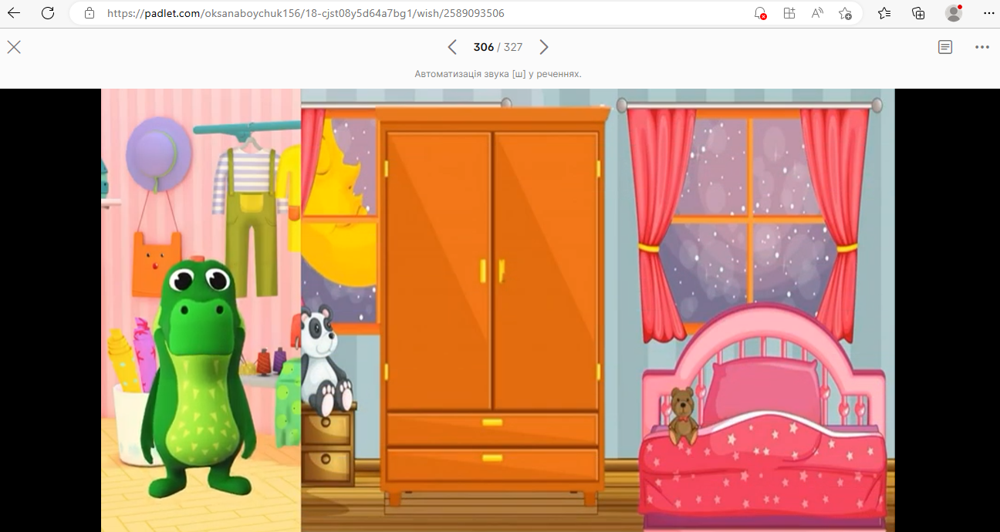 https://padlet.com/oksanaboychuk156/18-cjst08y5d64a7bg1/wish/2589093506
306 / 327
Автоматизація звука [ш] у реченнях.